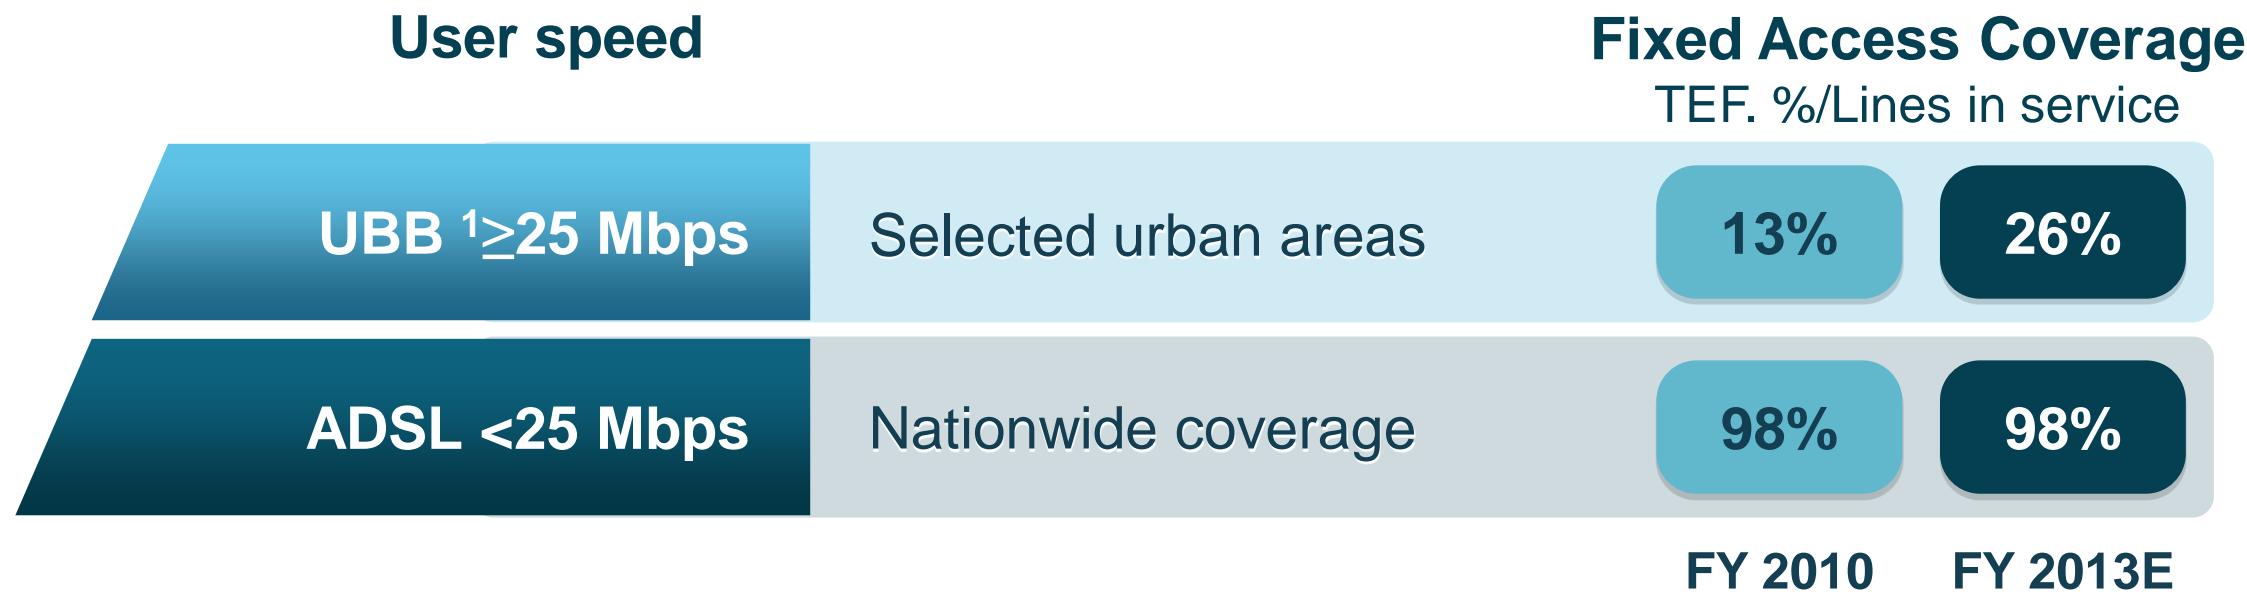 User speed
Fixed Access Coverage
TEF. %/Lines in service
UBB ¹≥25 Mbps Selected urban areas 13% 26%
ADSL <25 Mbps Nationwide coverage 98% 98%
FY 2010 FY 2013E